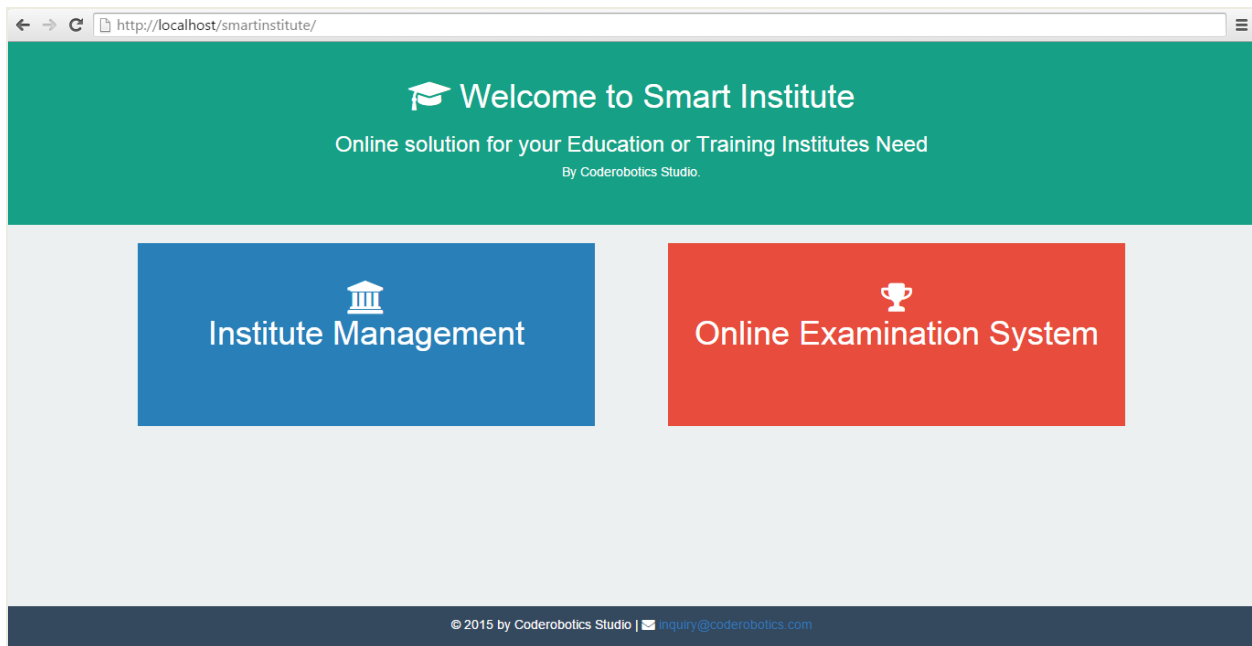 http://localhost/smartinstitute/
Welcome to Smart Institute
Online solution for your Education or Training Institutes Need
By Coderobotics Studio.
Institute Management
Online Examination System
© 2015 by Coderobotics Studio | inquiry@coderobotics.com